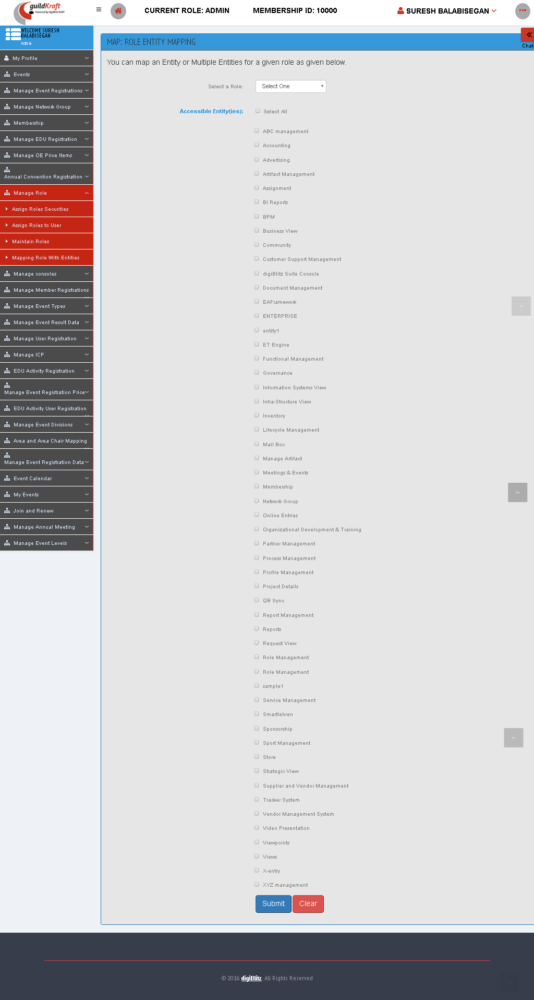 guildKraft
Powered by digiBlitz ELMT
CURRENT ROLE: ADMIN
MEMBERSHIP ID: 10000
SURESH BALABISEGAN
WELCOME SURESH
BALABISEGAN
Admin
Chat
My Profile
Events
Manage Event Registrations
Manage Network Group
Membership
Manage EDU Registration
Manage OE Price Items
Annual Convention Registration
Manage Role
Assign Roles Securities
Assign Roles to User
Maintain Roles
Mapping Role With Entities
Manage consoles
Manage Member Registrations
Manage Event Types
Manage Event Result Data
Manage User Registration
Manage ICP
EDU Activity Registration
Manage Event Registration Price
EDU Activity User Registration
Manage Event Divisions
Area and Area Chair Mapping
Manage Event Registration Data
Event Calendar
My Events
Join and Renew
Manage Annual Meeting
Manage Event Levels
MAP: ROLE ENTITY MAPPING
You can map an Entity or Multiple Entities for a given role as given below.
Select a Role: Select One
Accessible Entity(ies): Select All
ABC management
Accounting
Advertising
Artifact Management
Assignment
BI Reports
BPM
Business View
Community
Customer Support Management
digiBlitz Suite Console
Document Management
EAFramework
ENTERPRISE
entity1
ET Engine
Functional Management
Governance
Information Systems View
Infra-Structure View
Inventory
Lifecycle Management
Mail Box
Manage Artifact
Meetings & Events
Membership
Network Group
Online Entries
Organizational Development & Training
Partner Management
Process Management
Profile Management
Project Details
QB Sync
Report Management
Reports
Request View
Role Management
Role Management
sample1
Service Management
Smartlehren
Sponsorship
Sport Management
Store
Strategic View
Supplier and Vendor Management
Tracker System
Vendor Management System
Video Presentation
Viewpoints
Views
X-entry
XYZ management
Submit Clear
© 2016 digiBlitz. All Rights Reserved